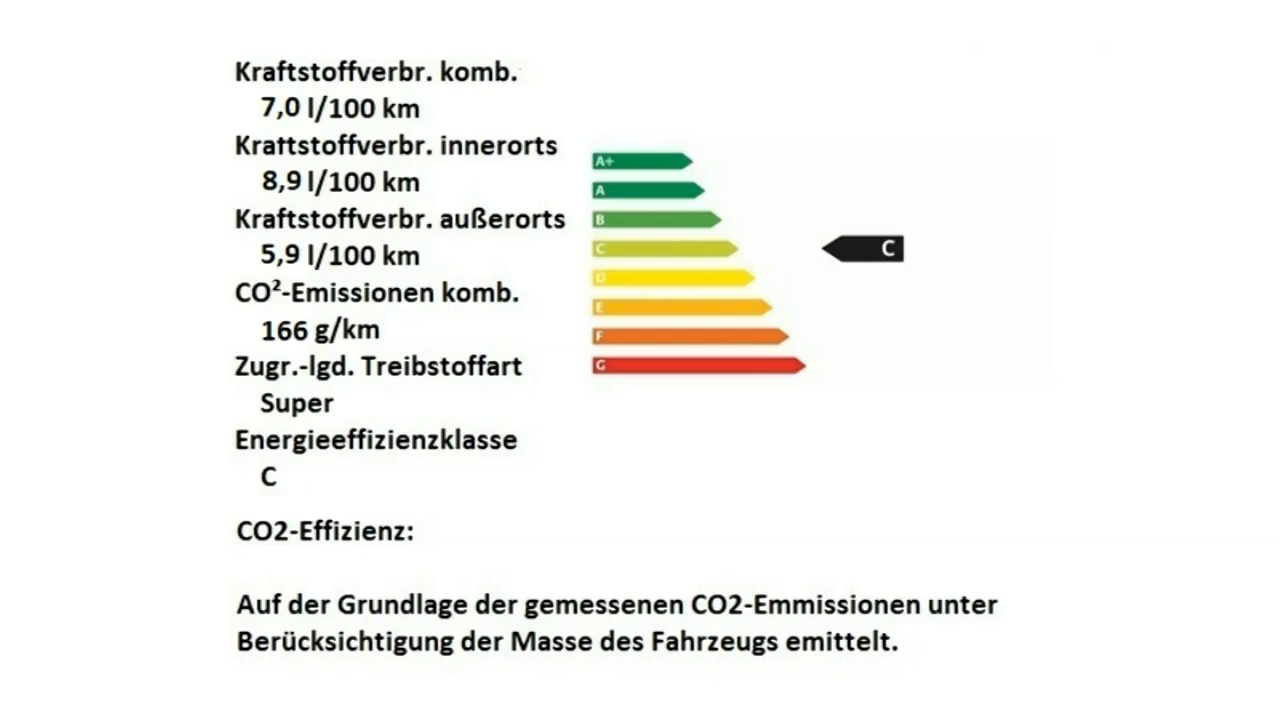 Kraftstoffverbr. komb.
7,0 l/100 km
Krattstoffverbr. innerorts
8,9 l/100 km
Kraftstoffverbr. außerorts
5,9 l/100 km
CO²-Emissionen komb.
166 g/km
Zugr.-lgd. Treibstoffart
Super
Energieeffizienzklasse
C
A+
A
B
C
D
E
F
G
C
CO2-Effizienz:
Auf der Grundlage der gemessenen CO2-Emmissionen unter
Berücksichtigung der Masse des Fahrzeugs emittelt.